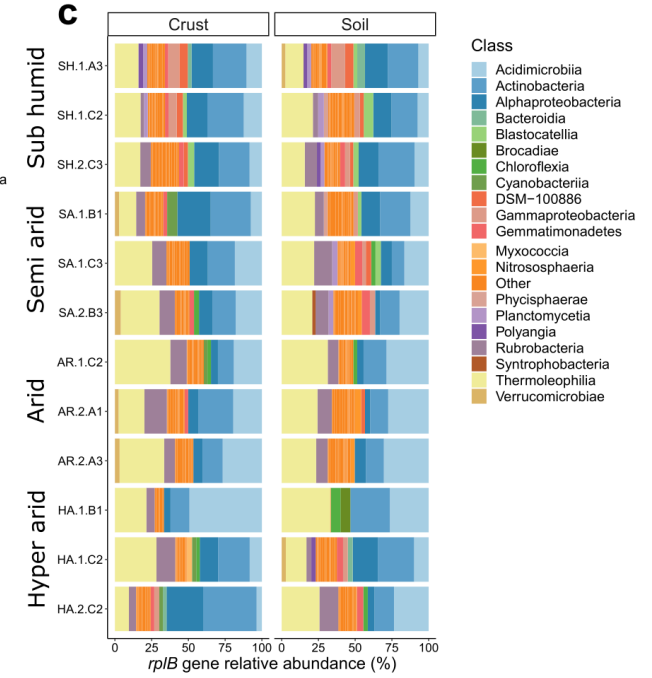 c
Crust
Soil
a
Sub humid
SH.1.A3
SH.1.C2
SH.2.C3
Semi arid
SA.1.B1
SA.1.C3
SA.2.B3
Arid
AR.1.C2
AR.2.A1
AR.2.A3
Hyper arid
HA.1.B1
HA.1.C2
HA.2.C2
0 25 50 75 100 0 25 50 75 100
rplB gene relative abundance (%)
Class
Acidimicrobiia
Actinobacteria
Alphaproteobacteria
Bacteroidia
Blastocatellia
Brocadiae
Chloroflexia
Cyanobacteriia
DSM−100886
Gammaproteobacteria
Gemmatimonadetes
Myxococcia
Nitrososphaeria
Other
Phycisphaerae
Planctomycetia
Polyangia
Rubrobacteria
Syntrophobacteria
Thermoleophilia
Verrucomicrobiae